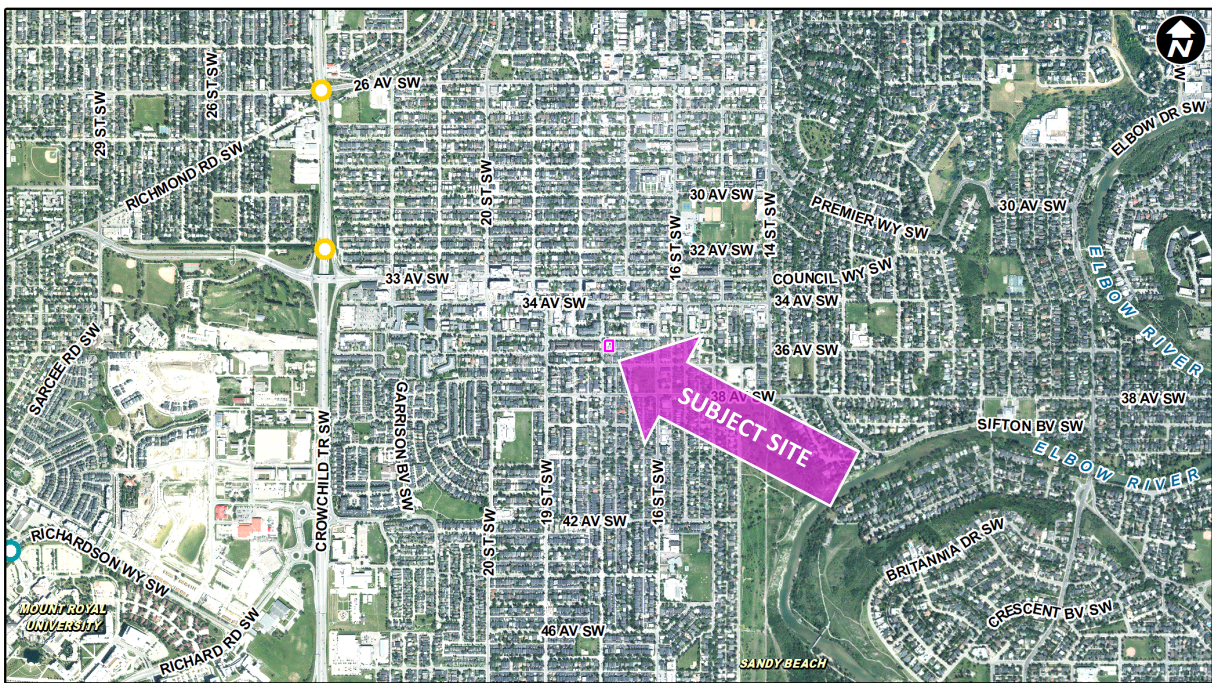 N
W
26 AV SW
26 ST SW
29 ST SW
ELBOW DR SW
RICHMOND RD SW
20 ST SW
30 AV SW
30 AV SW
PREMIER WY SW
14 ST SW
16 ST SW
32 AV SW
ELBOW RIVER
COUNCIL WY SW
33 AV SW
34 AV SW
34 AV SW
36 AV SW
SARCEE RD SW
GARRISON BV SW
SUBJECT SITE
38 AV SW
38 AV SW
SIFTON BV SW
ELBOW RIVER
CROWCHILD TR SW
19 ST SW
16 ST SW
42 AV SW
20 ST SW
RICHARDSON WY SW
BRITANNIA DR SW
CRESCENT BV SW
MOUNT ROYAL
UNIVERSITY
RICHARD RD SW
46 AV SW
SANDY BEACH